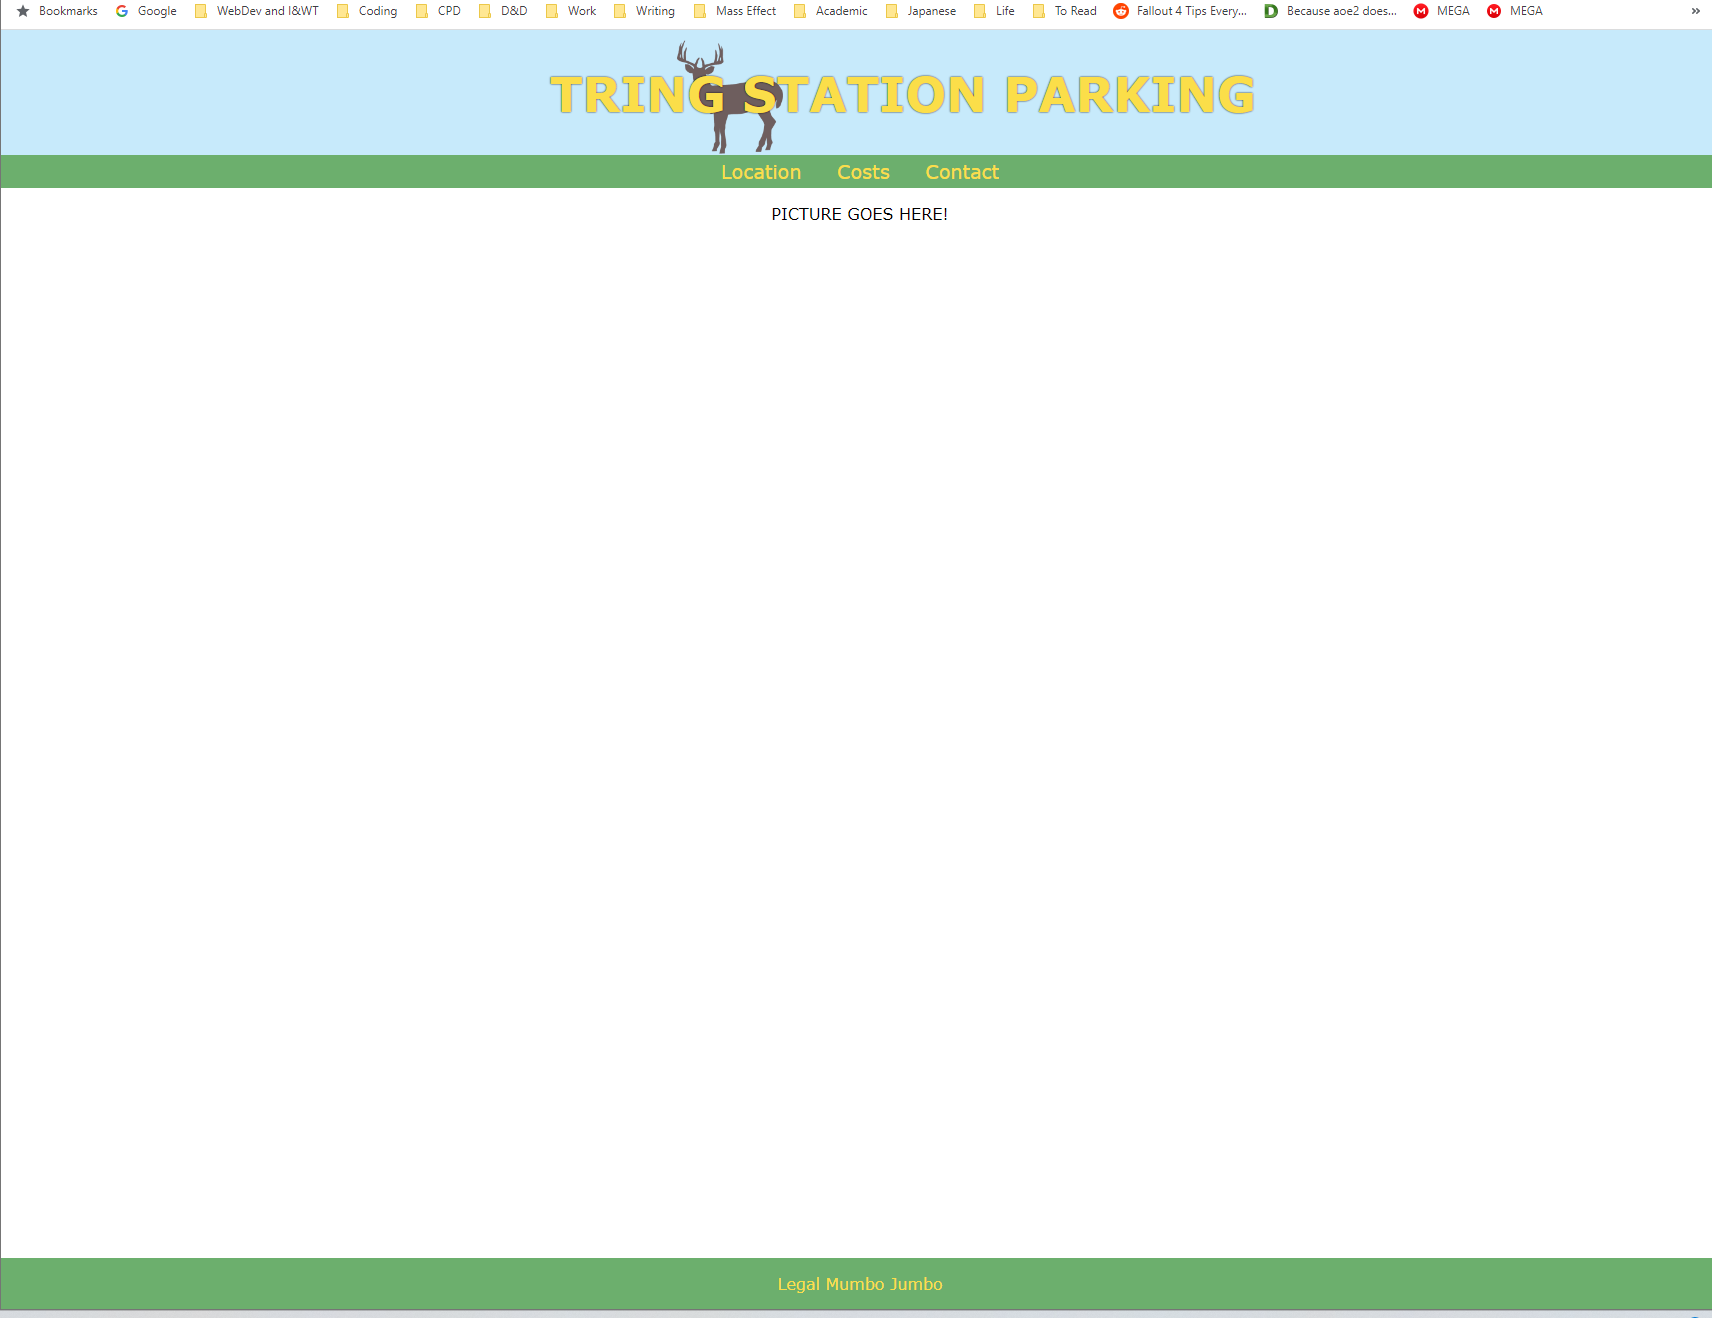 Bookmarks Google WebDev and I&WT Coding CPD D&D Work Writing Mass Effect Academic Japanese Life To Read Fallout 4 Tips Every... Because aoe2 does... MEGA MEGA »
TRING STATION PARKING
Location Costs Contact
PICTURE GOES HERE!
Legal Mumbo Jumbo